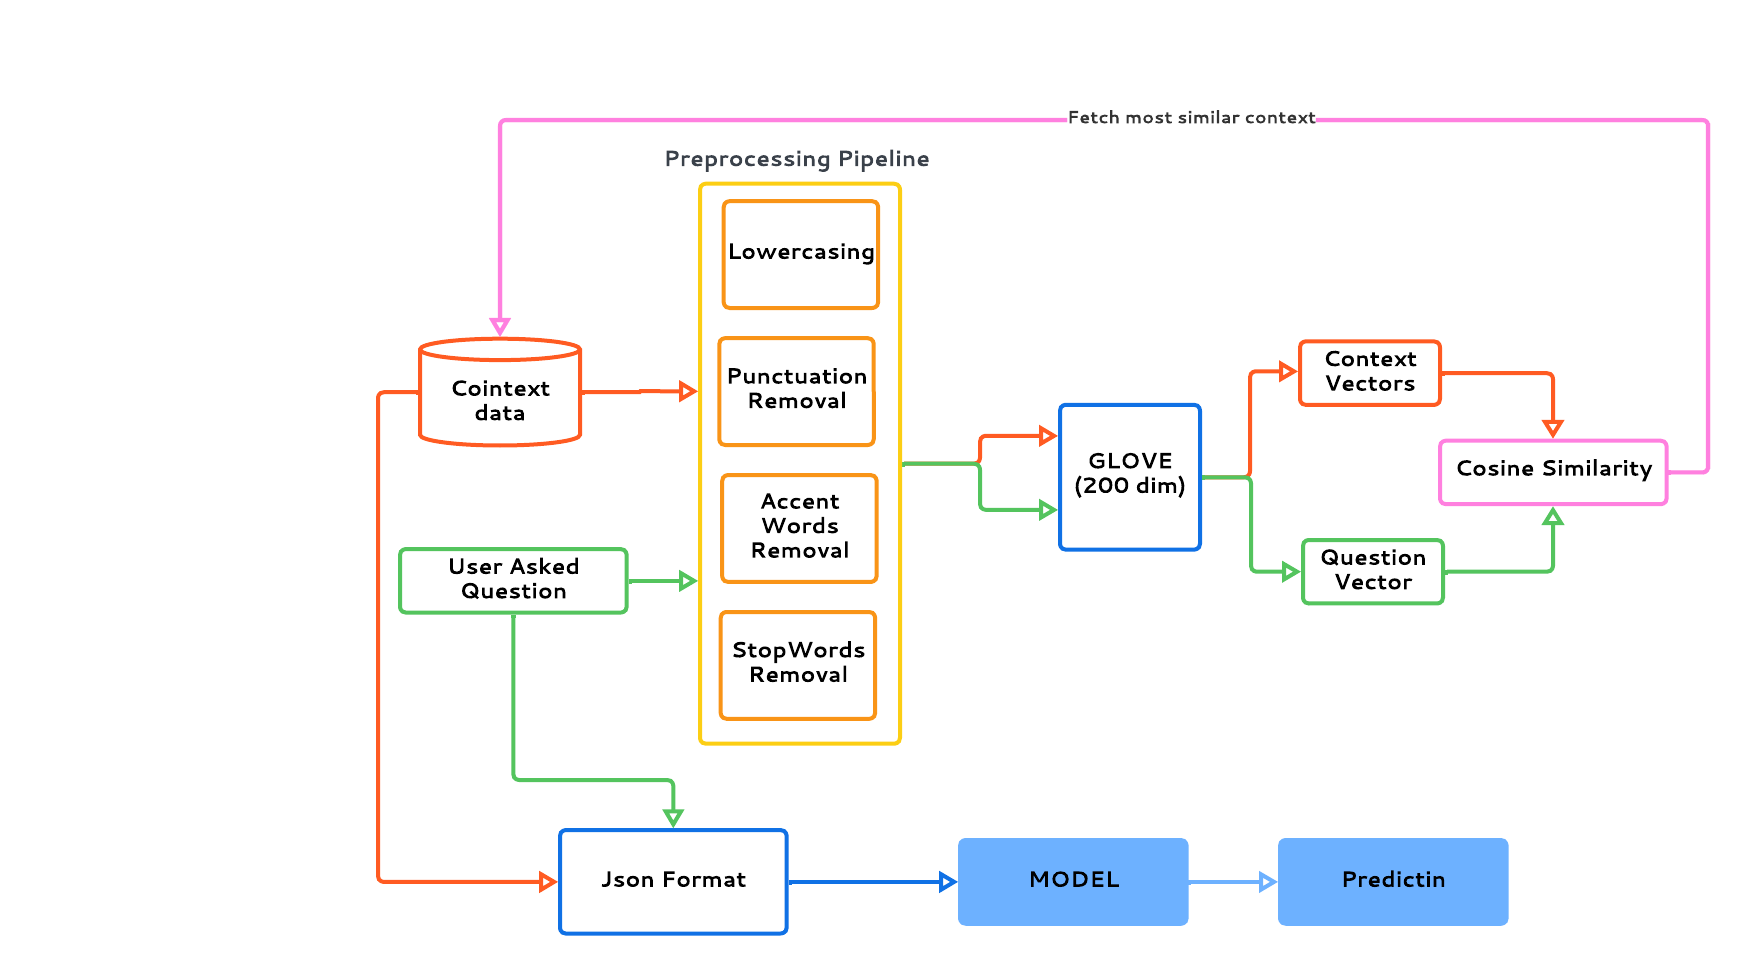 Fetch most similar context
Preprocessing Pipeline
Lowercasing
Punctuation
Removal
Accent
Words
Removal
StopWords
Removal
Cointext
data
User Asked
Question
GLOVE
(200 dim)
Context
Vectors
Cosine Similarity
Question
Vector
Json Format
MODEL
Predictin